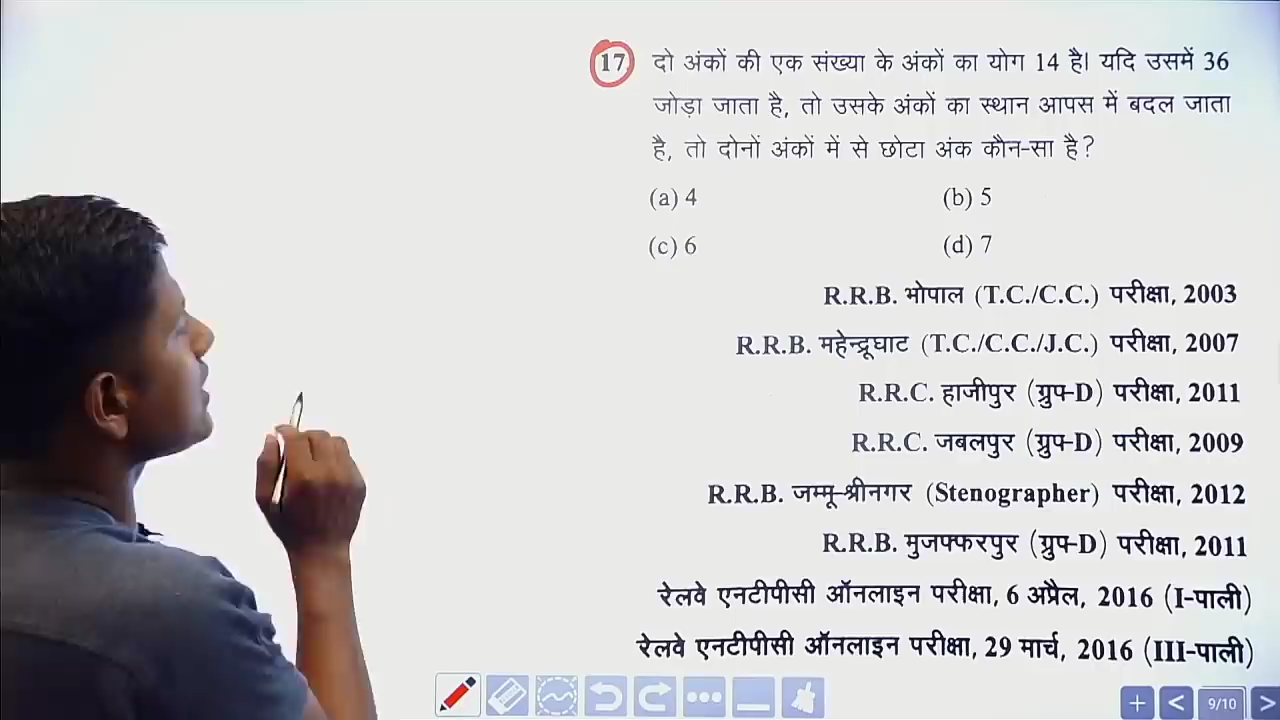 17. दो अंकों की एक संख्या के अंकों का योग 14 है। यदि उसमें 36
जोड़ा जाता है, तो उसके अंकों का स्थान आपस में बदल जाता
है, तो दोनों अंकों में से छोटा अंक कौन-सा है?
(a) 4 (b) 5
(c) 6 (d) 7
R.R.B. भोपाल (T.C./C.C.) परीक्षा, 2003
R.R.B. महेन्द्रूघाट (T.C./C.C./J.C.) परीक्षा, 2007
R.R.C. हाजीपुर (ग्रुप-D) परीक्षा, 2011
R.R.C. जबलपुर (ग्रुप-D) परीक्षा, 2009
R.R.B. जम्मू-श्रीनगर (Stenographer) परीक्षा, 2012
R.R.B. मुजफ्फरपुर (ग्रुप-D) परीक्षा, 2011
रेलवे एनटीपीसी ऑनलाइन परीक्षा, 6 अप्रैल, 2016 (I-पाली)
रेलवे एनटीपीसी ऑनलाइन परीक्षा, 29 मार्च, 2016 (III-पाली)
9/10